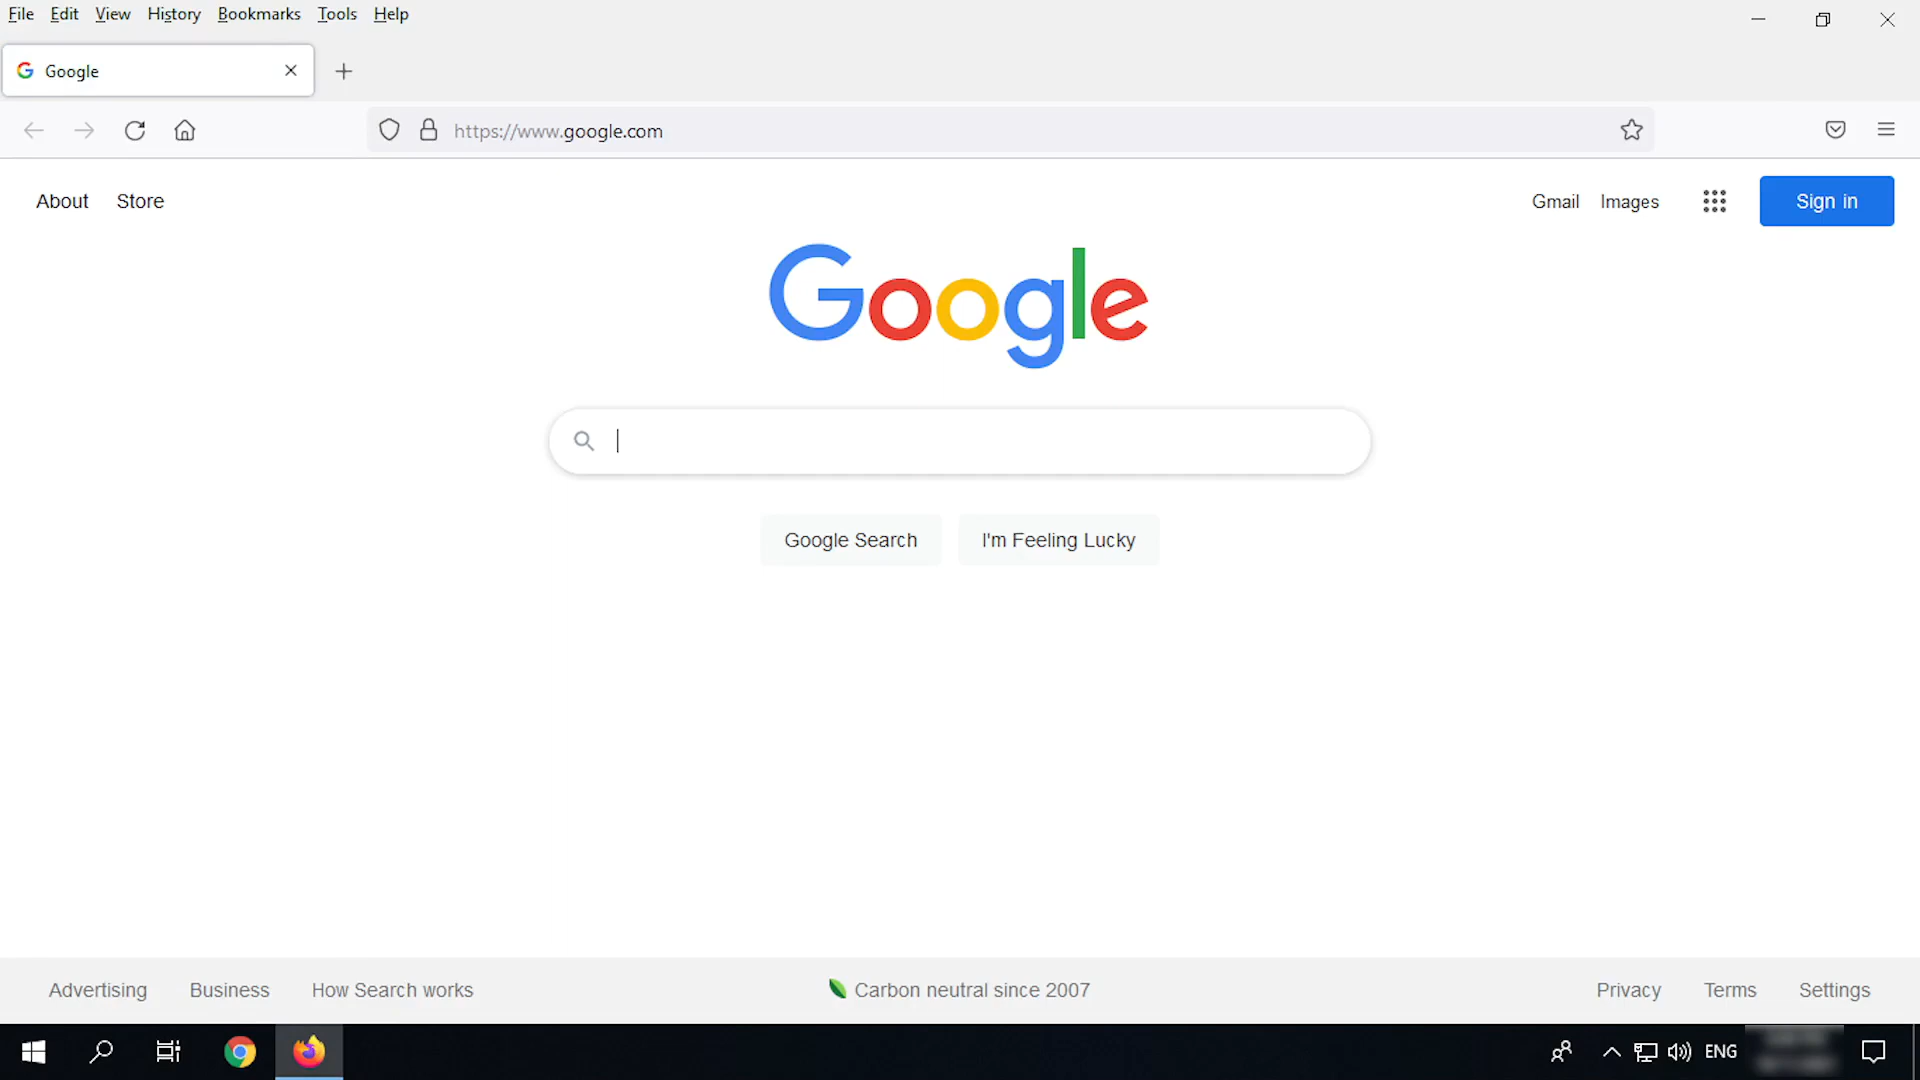 File Edit View History Bookmarks Tools Help
Google
https://www.google.com
About Store Gmail Images Sign in
Google
Google Search I'm Feeling Lucky
Advertising Business How Search works Carbon neutral since 2007 Privacy Terms Settings
ENG